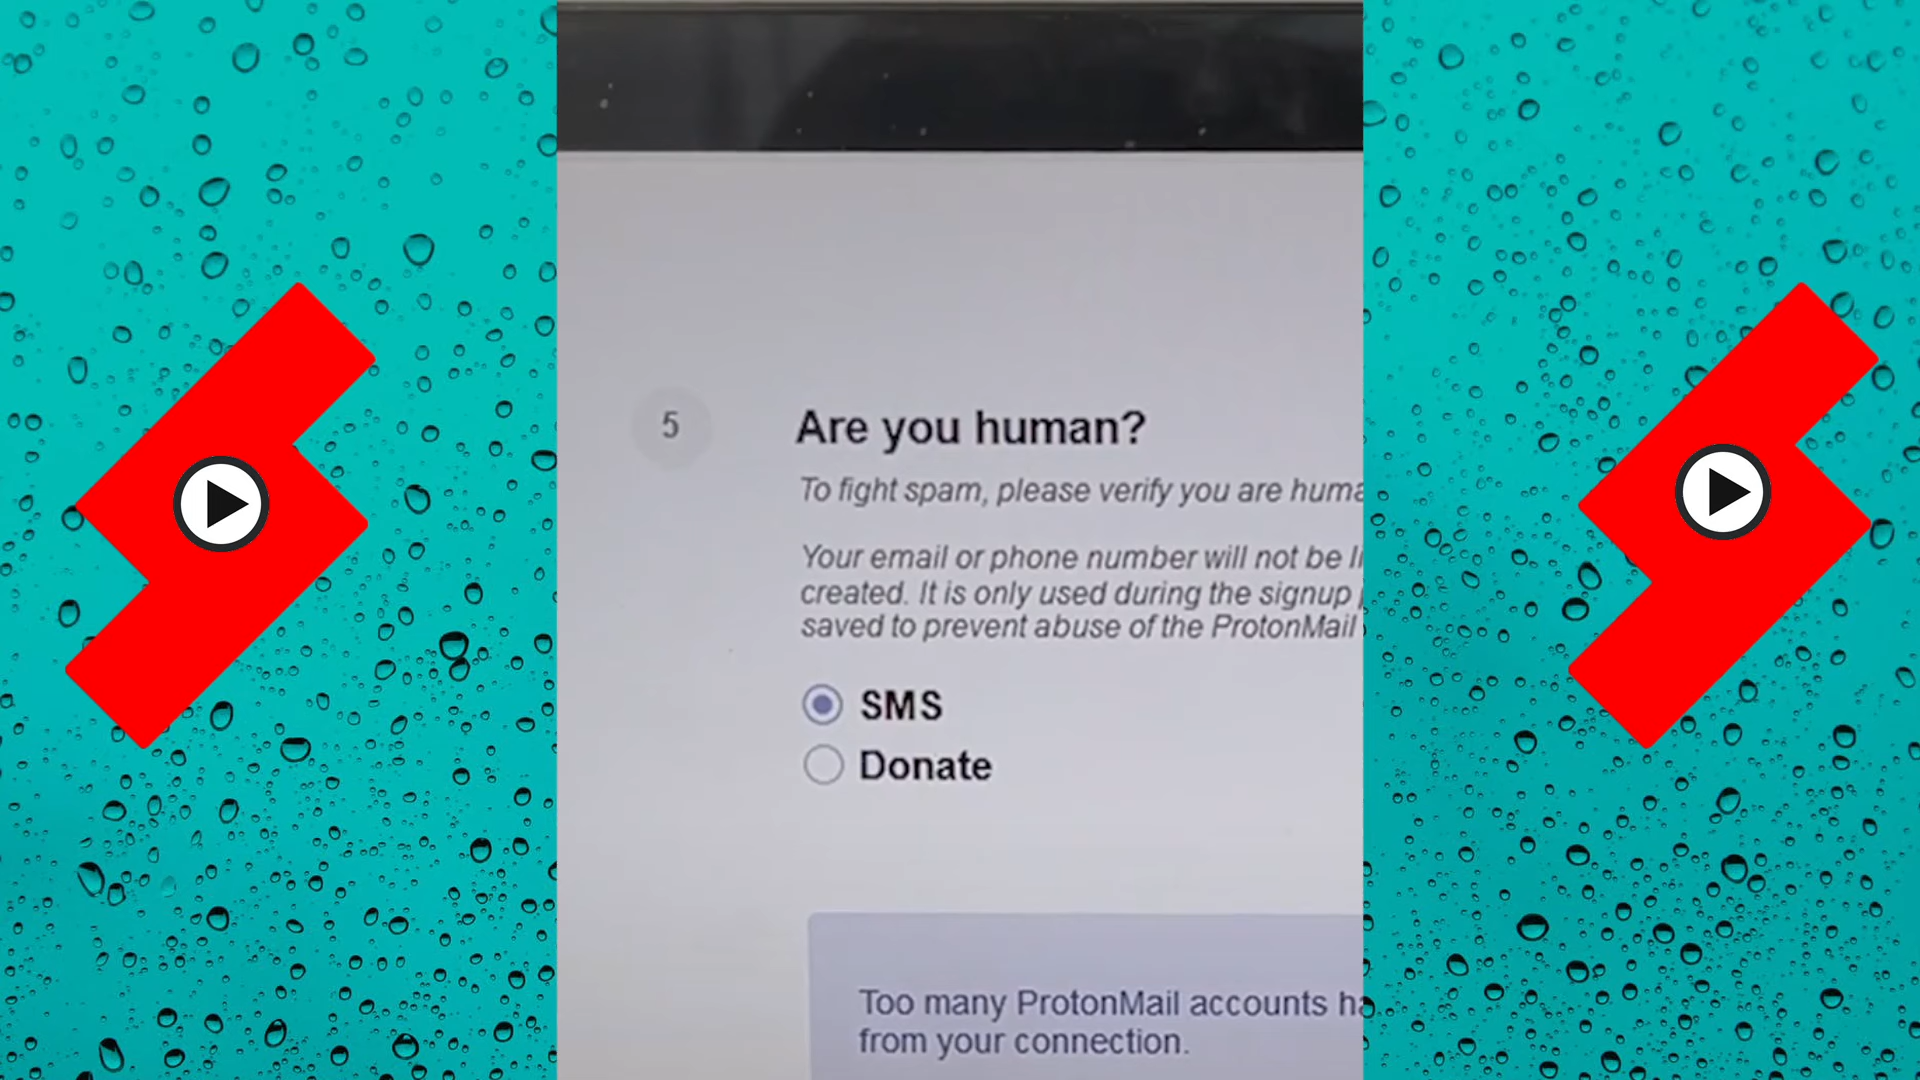 5
Are you human?
To fight spam, please verify you are huma
Your email or phone number will not be li
created. It is only used during the signup
saved to prevent abuse of the ProtonMail
SMS
Donate
Too many ProtonMail accounts ha
from your connection.